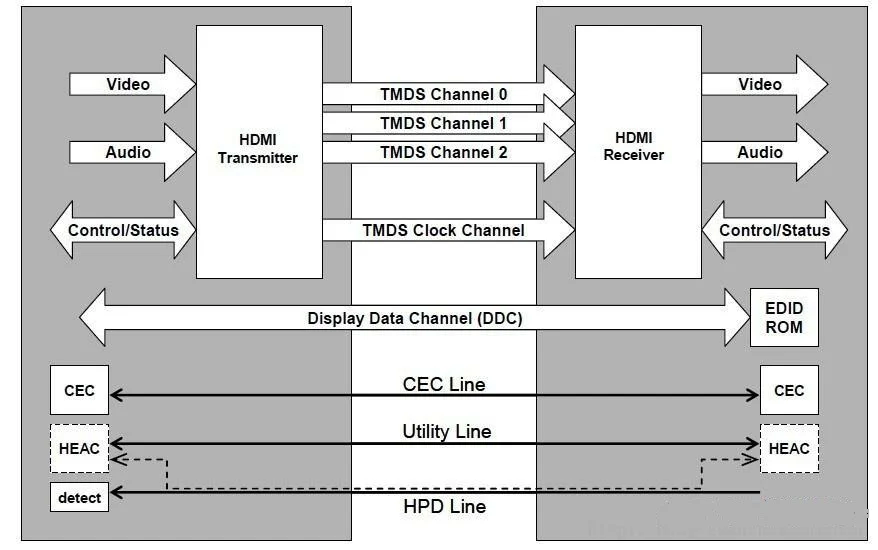 Video
Audio
Control/Status
HDMI
Transmitter
TMDS Channel 0
TMDS Channel 1
TMDS Channel 2
TMDS Clock Channel
HDMI
Receiver
Video
Audio
Control/Status
Display Data Channel (DDC)
EDID
ROM
CEC
CEC Line
CEC
HEAC
Utility Line
HEAC
detect
HPD Line